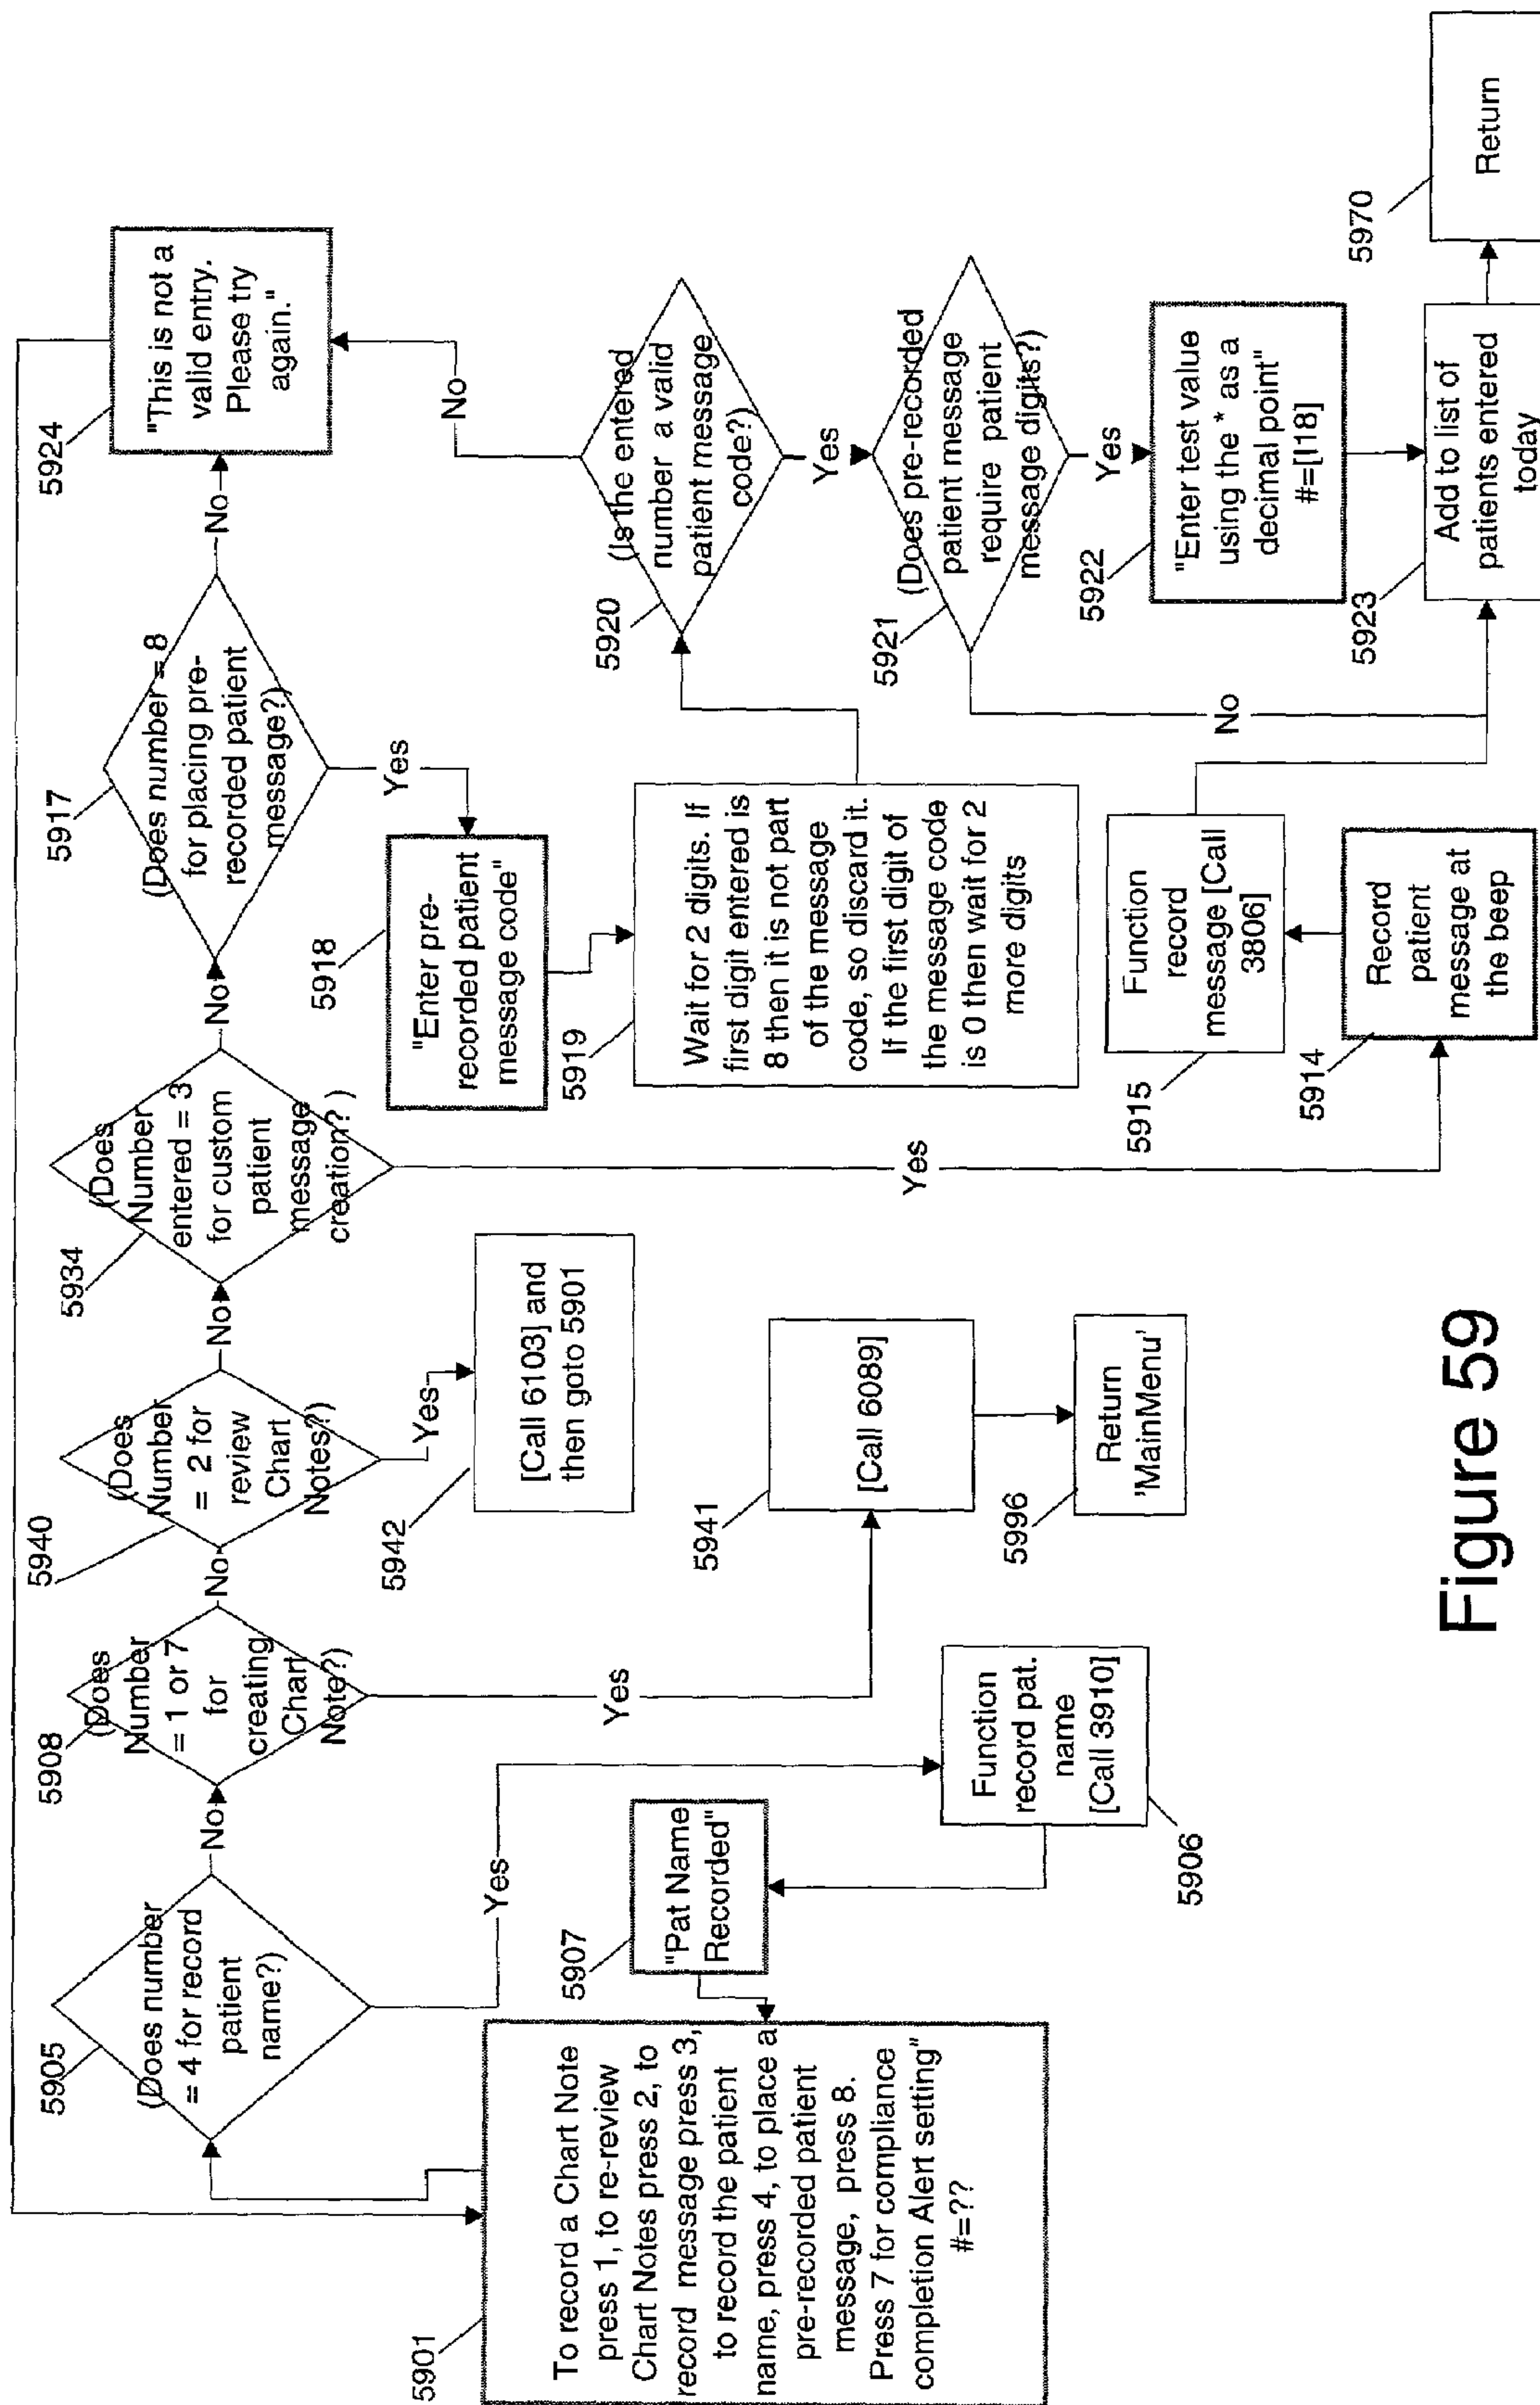 5901
To record a Chart Note
press 1, to re-review
Chart Notes press 2, to
record message press 3,
to record the patient
name, press 4, to place a
pre-recorded patient
message, press 8.
Press 7 for compliance
completion Alert setting"
#=??
5905
(Does number
= 4 for record
patient
name?)
No
Yes
5907
"Pat Name
Recorded"
Function
record pat.
name
[Call 3910]
5906
5908
(Does
Number
= 1 or 7
for
creating
Chart
Note?)
No
Yes
5941
[Call 6089]
5996
Return
'MainMenu'
5940
(Does
Number
= 2 for
review
Chart
Notes?)
No
Yes
5942
[Call 6103] and
then goto 5901
5934
(Does
Number
entered = 3
for custom
patient
message
creation? )
No
Yes
5914
Record
patient
message at
the beep
5915
Function
record
message [Call
3806]
5917
(Does number = 8
for placing pre-
recorded patient
message?)
No
Yes
5918
"Enter pre-
recorded patient
message code"
5919
Wait for 2 digits. If
first digit entered is
8 then it is not part
of the message
code, so discard it.
If the first digit of
the message code
is 0 then wait for 2
more digits
5924
"This is not a
valid entry.
Please try
again."
No
5920
(Is the entered
number a valid
patient message
code?)
Yes
5921
(Does pre-recorded
patient message
require patient
message digits?)
Yes
No
5922
"Enter test value
using the * as a
decimal point"
#=[I18]
5923
Add to list of
patients entered
today
5970
Return
Figure 59